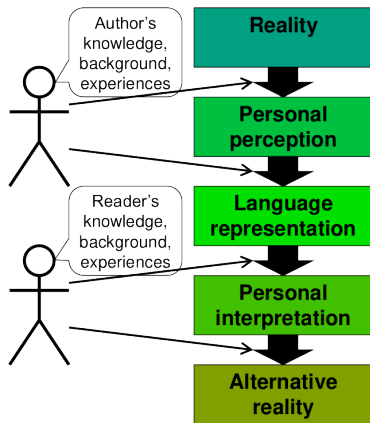 Author's
knowledge,
background,
experiences
Reality
Personal
perception
Reader's
knowledge,
background,
experiences
Language
representation
Personal
interpretation
Alternative
reality